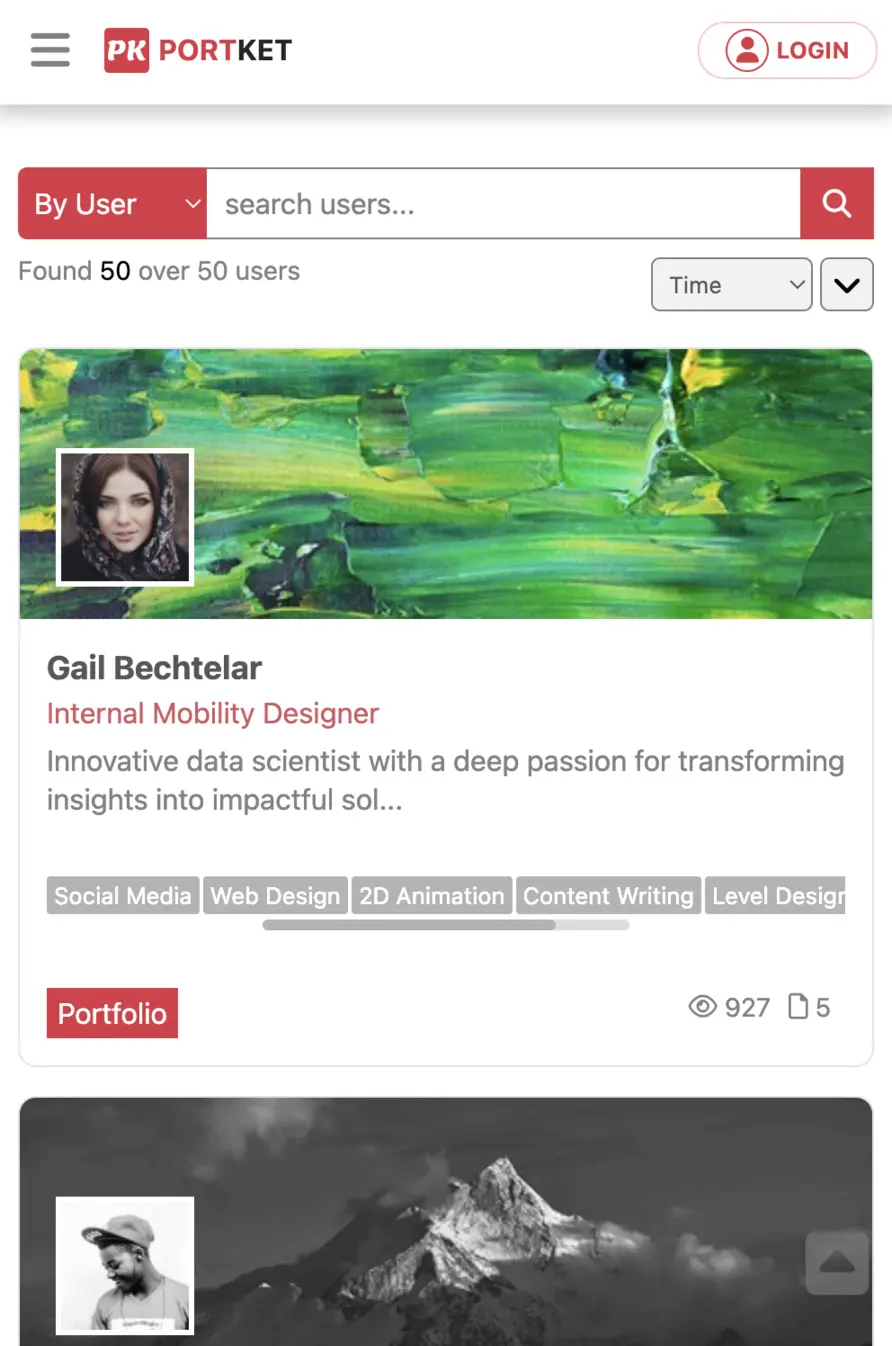 PK PORTKET
LOGIN
By User
search users...
Found 50 over 50 users
Time
Gail Bechtelar
Internal Mobility Designer
Innovative data scientist with a deep passion for transforming
insights into impactful sol...
Social Media Web Design 2D Animation Content Writing Level Design
Portfolio
927 5